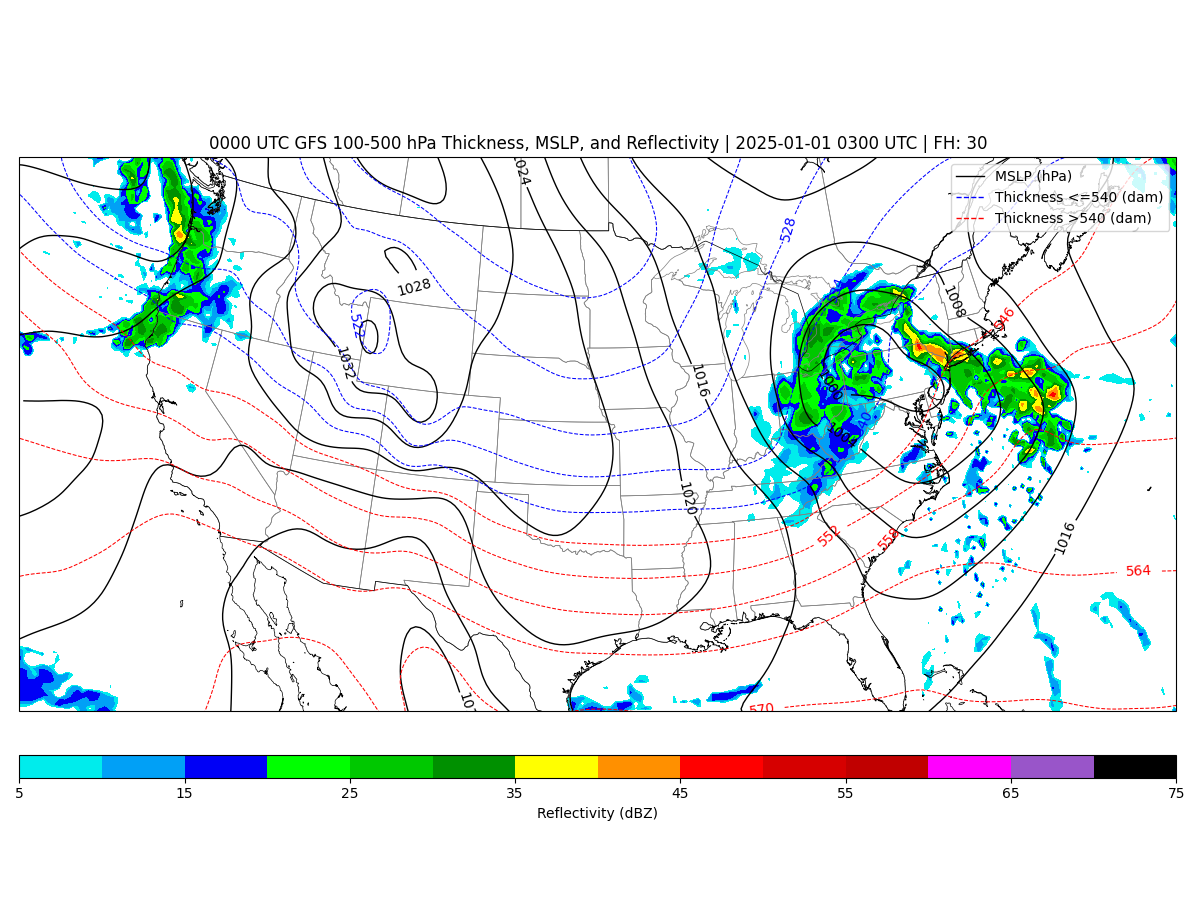 0000 UTC GFS 100-500 hPa Thickness, MSLP, and Reflectivity | 2025-01-01 0300 UTC | FH: 30
MSLP (hPa)
Thickness <=540 (dam)
Thickness >540 (dam)
1024
528
1028
1008
546
1032
1016
1020
552
558
1016
564
570
5 15 25 35 45 55 65 75
Reflectivity (dBZ)